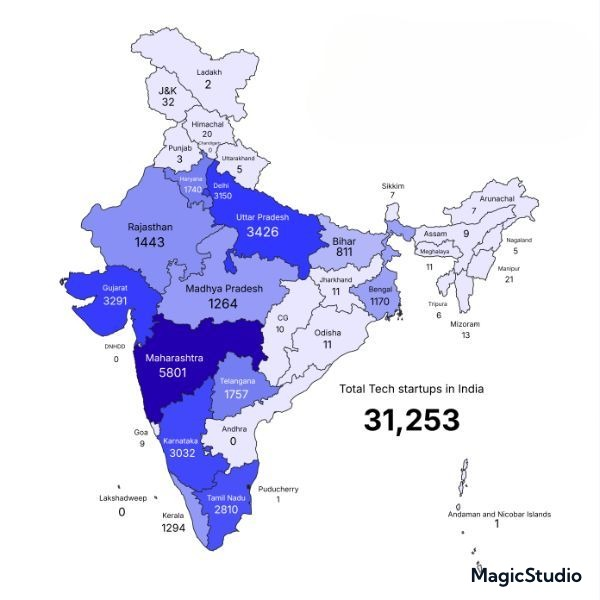 Ladakh
2
J&K
32
Himachal
20
Chandigarh
0
Punjab
3
Uttarakhand
5
Haryana
1740
Delhi
3150
Uttar Pradesh
3426
Sikkim
7
Arunachal
7
Rajasthan
1443
Bihar
811
Assam
9
Nagaland
5
Meghalaya
11
Manipur
21
Gujarat
3291
Madhya Pradesh
1264
Jharkhand
11
Bengal
1170
Tripura
6
Mizoram
13
CG
10
Odisha
11
DNHDD
0
Maharashtra
5801
Telangana
1757
Total Tech startups in India
31,253
Goa
9
Karnataka
3032
Andhra
0
Lakshadweep
0
Kerala
1294
Tamil Nadu
2810
Puducherry
1
Andaman and Nicobar Islands
1
MagicStudio